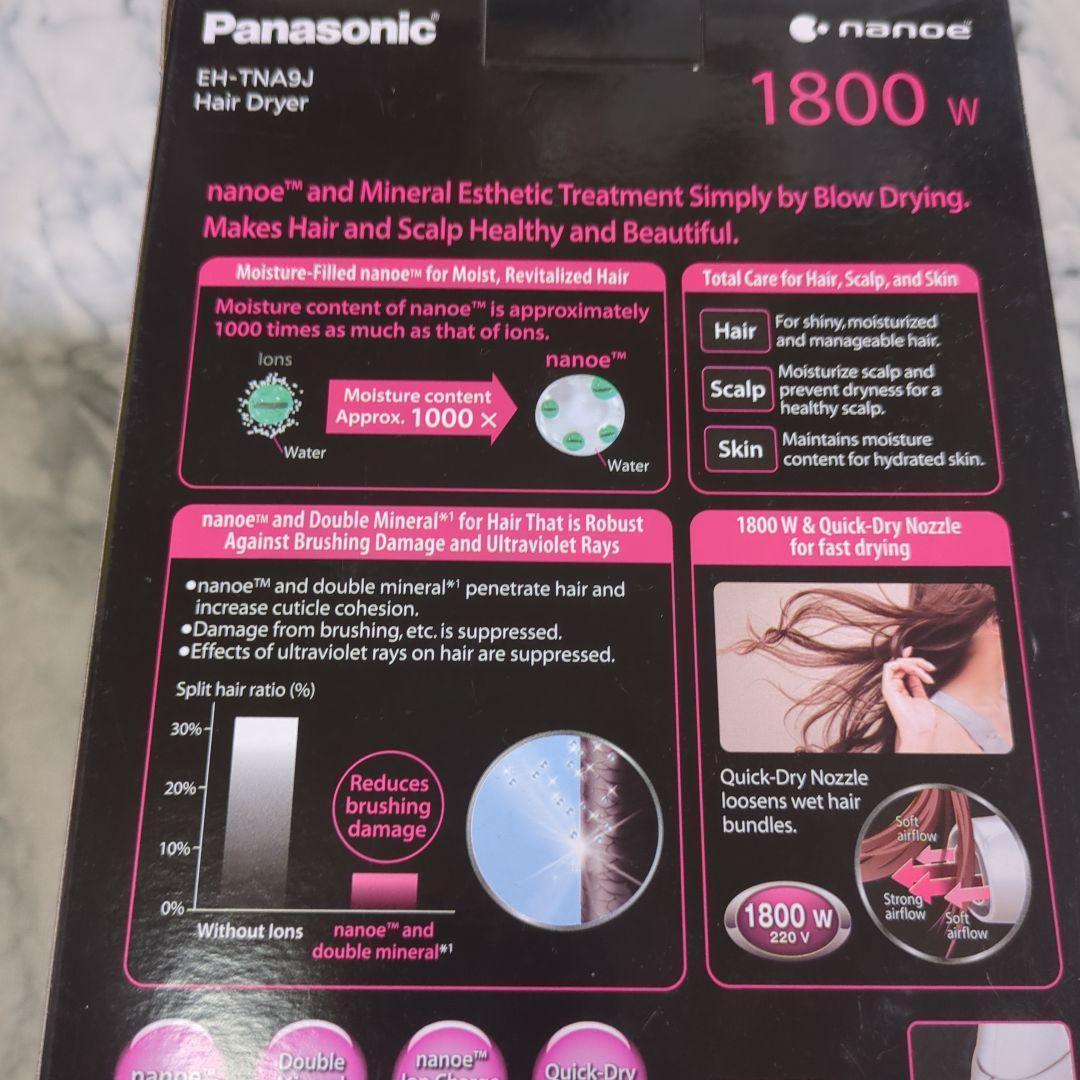 Panasonic
nanoe
EH-TNA9J
Hair Dryer
1800 W
nanoe™ and Mineral Esthetic Treatment Simply by Blow Drying.
Makes Hair and Scalp Healthy and Beautiful.
Moisture-Filled nanoe™ for Moist, Revitalized Hair
Moisture content of nanoe™ is approximately
1000 times as much as that of ions.
Ions
Moisture content
Approx. 1000 ×
nanoe™
Water
Water
Total Care for Hair, Scalp, and Skin
Hair
For shiny, moisturized
and manageable hair.
Scalp
Moisturize scalp and
prevent dryness for a
healthy scalp.
Skin
Maintains moisture
content for hydrated skin.
nanoe™ and Double Mineral*1 for Hair That is Robust
Against Brushing Damage and Ultraviolet Rays
●nanoe™ and double mineral*1 penetrate hair and
increase cuticle cohesion.
●Damage from brushing, etc. is suppressed.
●Effects of ultraviolet rays on hair are suppressed.
Split hair ratio (%)
30%
20%
10%
0%
Reduces
brushing
damage
Without Ions
nanoe™ and
double mineral*1
1800 W & Quick-Dry Nozzle
for fast drying
Quick-Dry Nozzle
loosens wet hair
bundles.
Soft
airflow
Strong
airflow
Soft
airflow
1800 W
220 V
Double
nanoe™
Quick-Dry